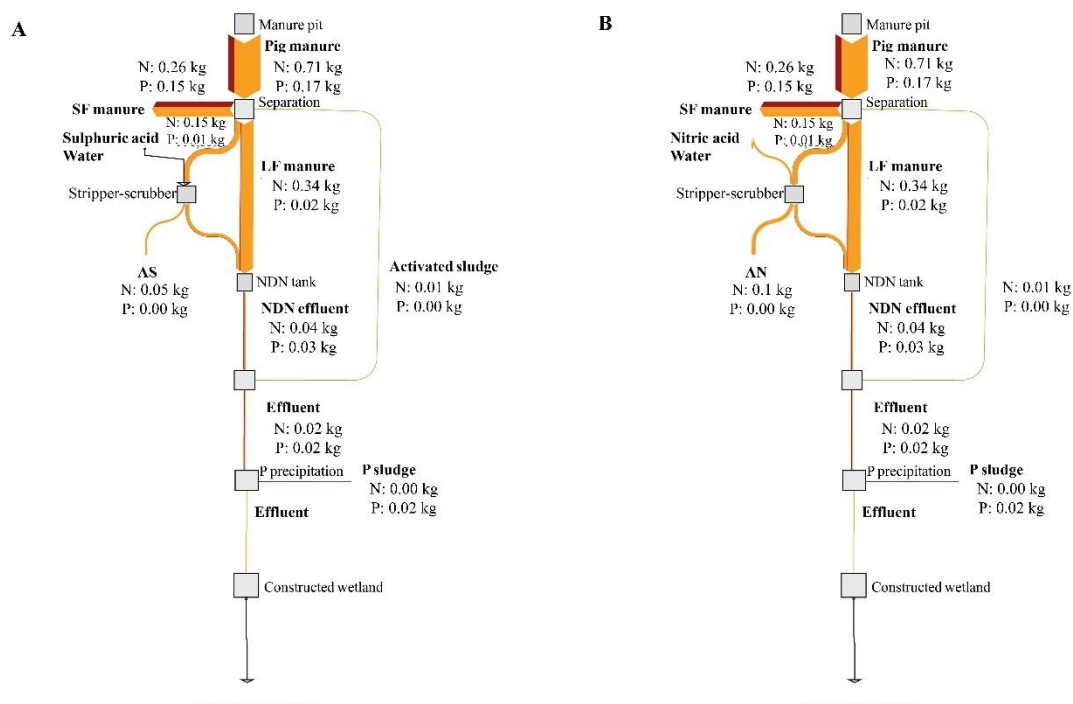 A
Manure pit
Pig manure
N: 0.26 kg
P: 0.15 kg
N: 0.71 kg
P: 0.17 kg
SF manure
Separation
N: 0.15 kg
P: 0.01 kg
Sulphuric acid
Water
LF manure
N: 0.34 kg
P: 0.02 kg
Stripper-scrubber
AS
N: 0.05 kg
P: 0.00 kg
Activated sludge
N: 0.01 kg
P: 0.00 kg
NDN tank
NDN effluent
N: 0.04 kg
P: 0.03 kg
Effluent
N: 0.02 kg
P: 0.02 kg
P precipitation
P sludge
N: 0.00 kg
P: 0.02 kg
Effluent
Constructed wetland
B
Manure pit
Pig manure
N: 0.26 kg
P: 0.15 kg
N: 0.71 kg
P: 0.17 kg
SF manure
Separation
N: 0.15 kg
P: 0.01 kg
Nitric acid
Water
LF manure
N: 0.34 kg
P: 0.02 kg
Stripper-scrubber
AN
N: 0.1 kg
P: 0.00 kg
N: 0.01 kg
P: 0.00 kg
NDN tank
NDN effluent
N: 0.04 kg
P: 0.03 kg
Effluent
N: 0.02 kg
P: 0.02 kg
P precipitation
P sludge
N: 0.00 kg
P: 0.02 kg
Effluent
Constructed wetland